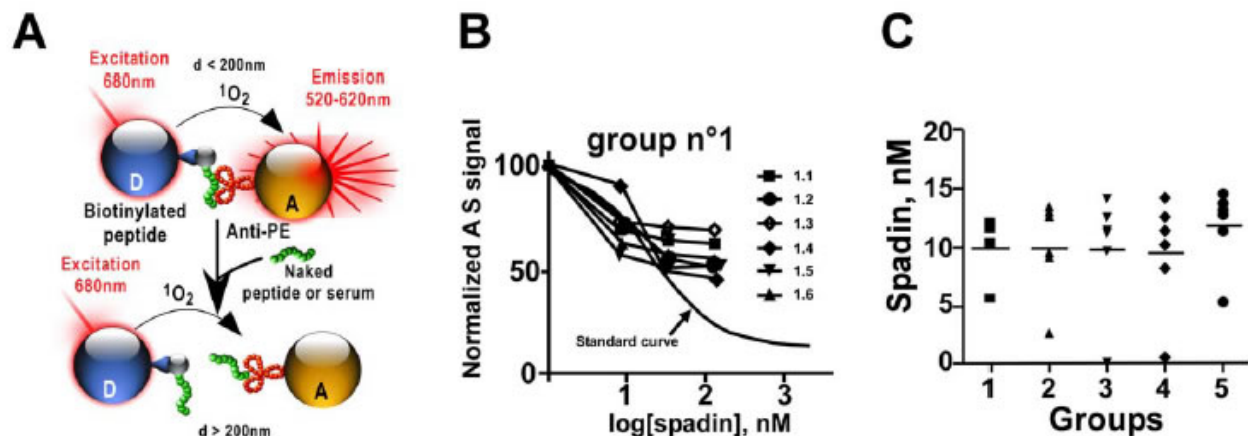 A
Excitation
680nm
d < 200nm
¹O₂
Emission
520-620nm
D
A
Biotinylated
peptide
Anti-PE
Excitation
680nm
Naked
peptide or serum
¹O₂
D
A
d > 200nm
B
group n°1
Normalized A S signal
100
50
0
1.1
1.2
1.3
1.4
1.5
1.6
Standard curve
0
1
2
3
log[spadin], nM
C
Spadin, nM
20
15
10
5
0
1 2 3 4 5
Groups